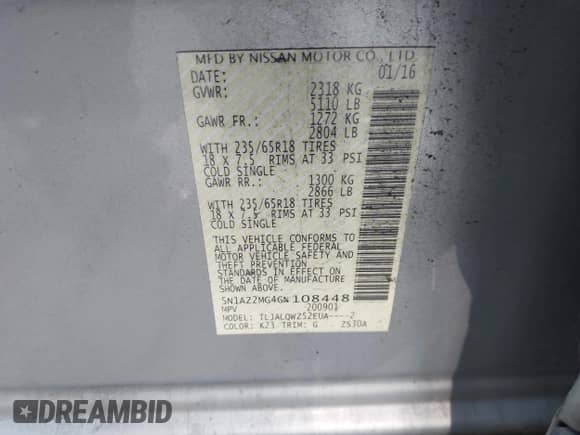 MFD BY NISSAN MOTOR CO., LTD
DATE: 01/16
GVWR: 2318 KG
5110 LB
GAWR FR.: 1272 KG
2804 LB
WITH 235/65R18 TIRES
18 X 7.5 RIMS AT 33 PSI
COLD SINGLE
GAWR RR.: 1300 KG
2866 LB
WITH 235/65R18 TIRES
18 X 7.5 RIMS AT 33 PSI
COLD SINGLE
THIS VEHICLE CONFORMS TO
ALL APPLICABLE FEDERAL
MOTOR VEHICLE SAFETY AND
THEFT PREVENTION
STANDARDS IN EFFECT ON
THE DATE OF MANUFACTURE
SHOWN ABOVE.
5N1AZ2MG4GN108448
MPV 200901
MODEL: TLJALQWZ52EUA----2
COLOR: K23 TRIM: G ZS3DA
DREAMBID